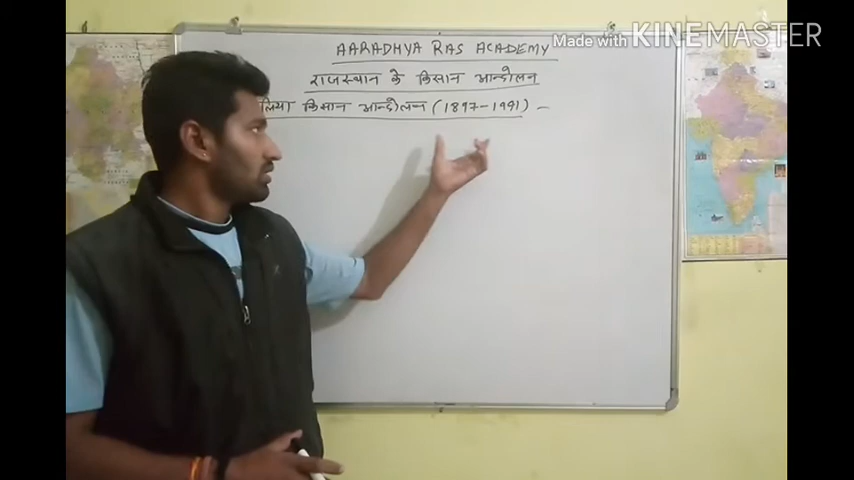 AARADHYA RAS ACADEMY
Made with KINEMASTER
राजस्थान के किसान आन्दोलन
लिया किसान आन्दोलन (1897-1941) -